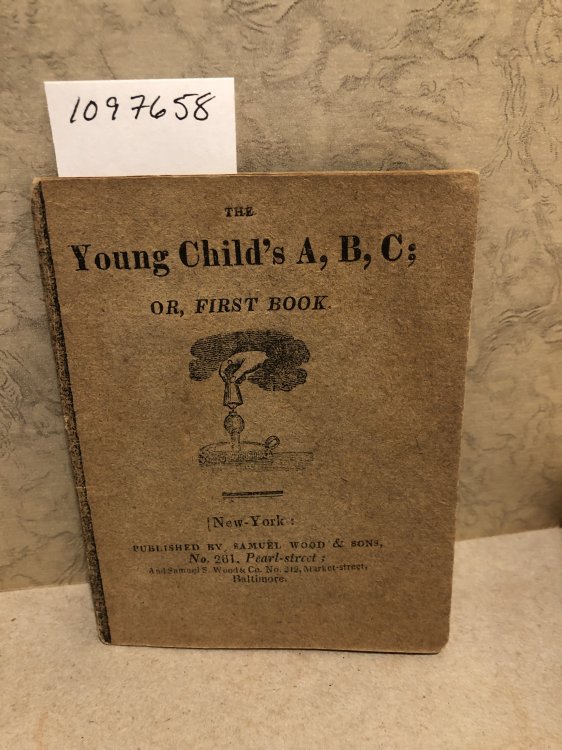 1097658
THE
Young Child's A, B, C;
OR, FIRST BOOK.
[New-York:
PUBLISHED BY SAMUEL WOOD & SONS,
No. 261, Pearl-street;
And Samuel S. Wood & Co. No. 212, Market-street,
Baltimore.